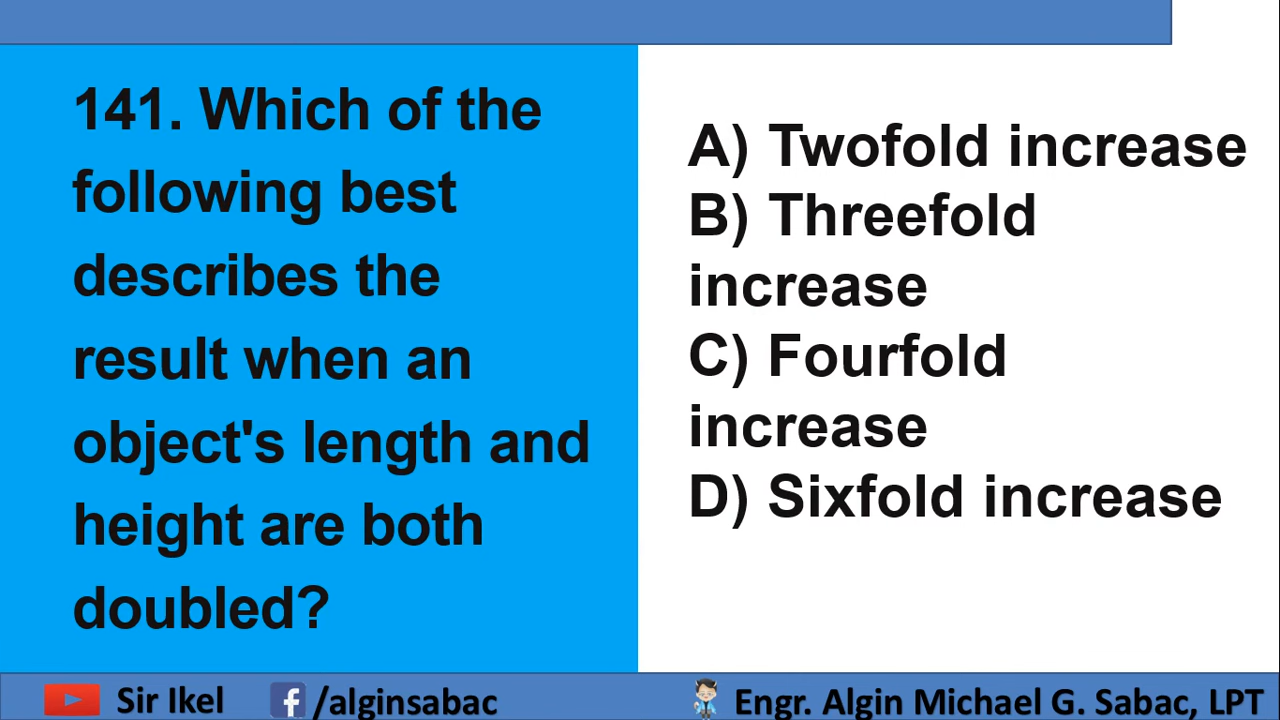 141. Which of the
following best
describes the
result when an
object's length and
height are both
doubled?
A) Twofold increase
B) Threefold
increase
C) Fourfold
increase
D) Sixfold increase
Sir Ikel
/alginsabac
Engr. Algin Michael G. Sabac, LPT